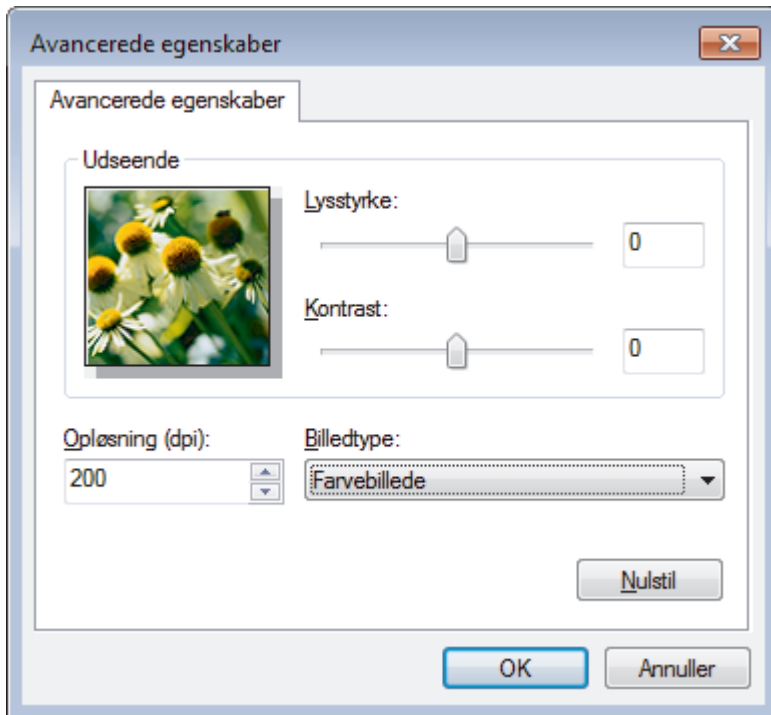 Avancerede egenskaber
Avancerede egenskaber
Udseende
Lysstyrke:
0
Kontrast:
0
Opløsning (dpi): Billedtype:
200 Farvebillede
Nulstil
OK Annuller